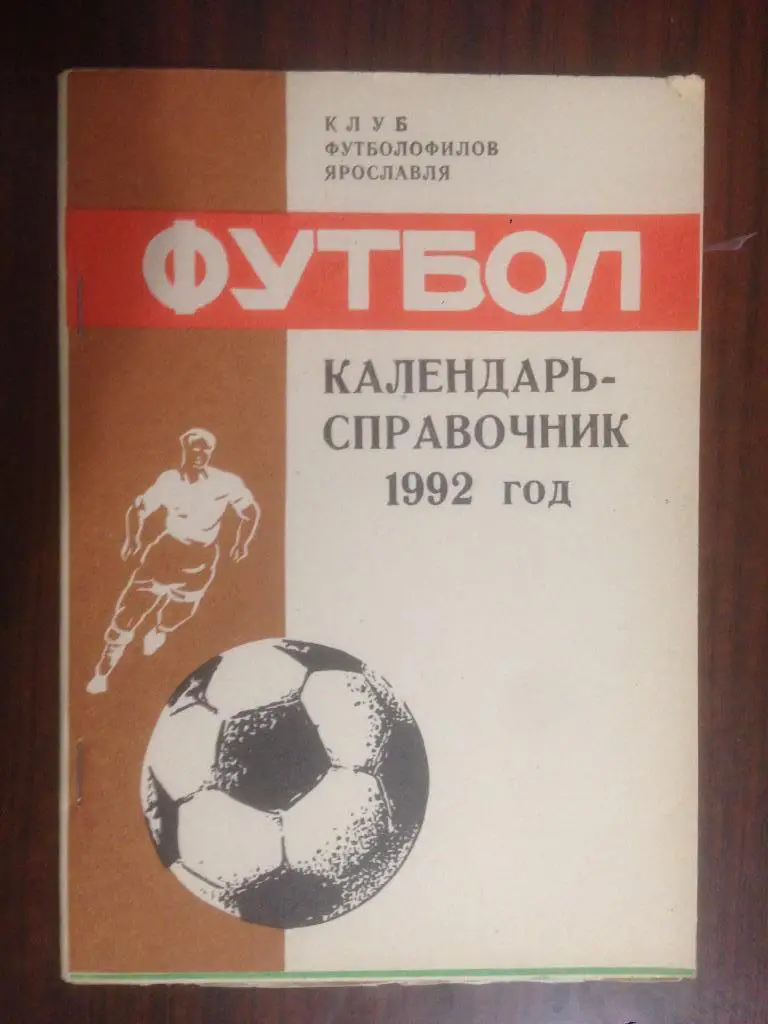 КЛУБ
ФУТБОЛОФИЛОВ
ЯРОСЛАВЛЯ
ФУТБОЛ
КАЛЕНДАРЬ-
СПРАВОЧНИК
1992 год